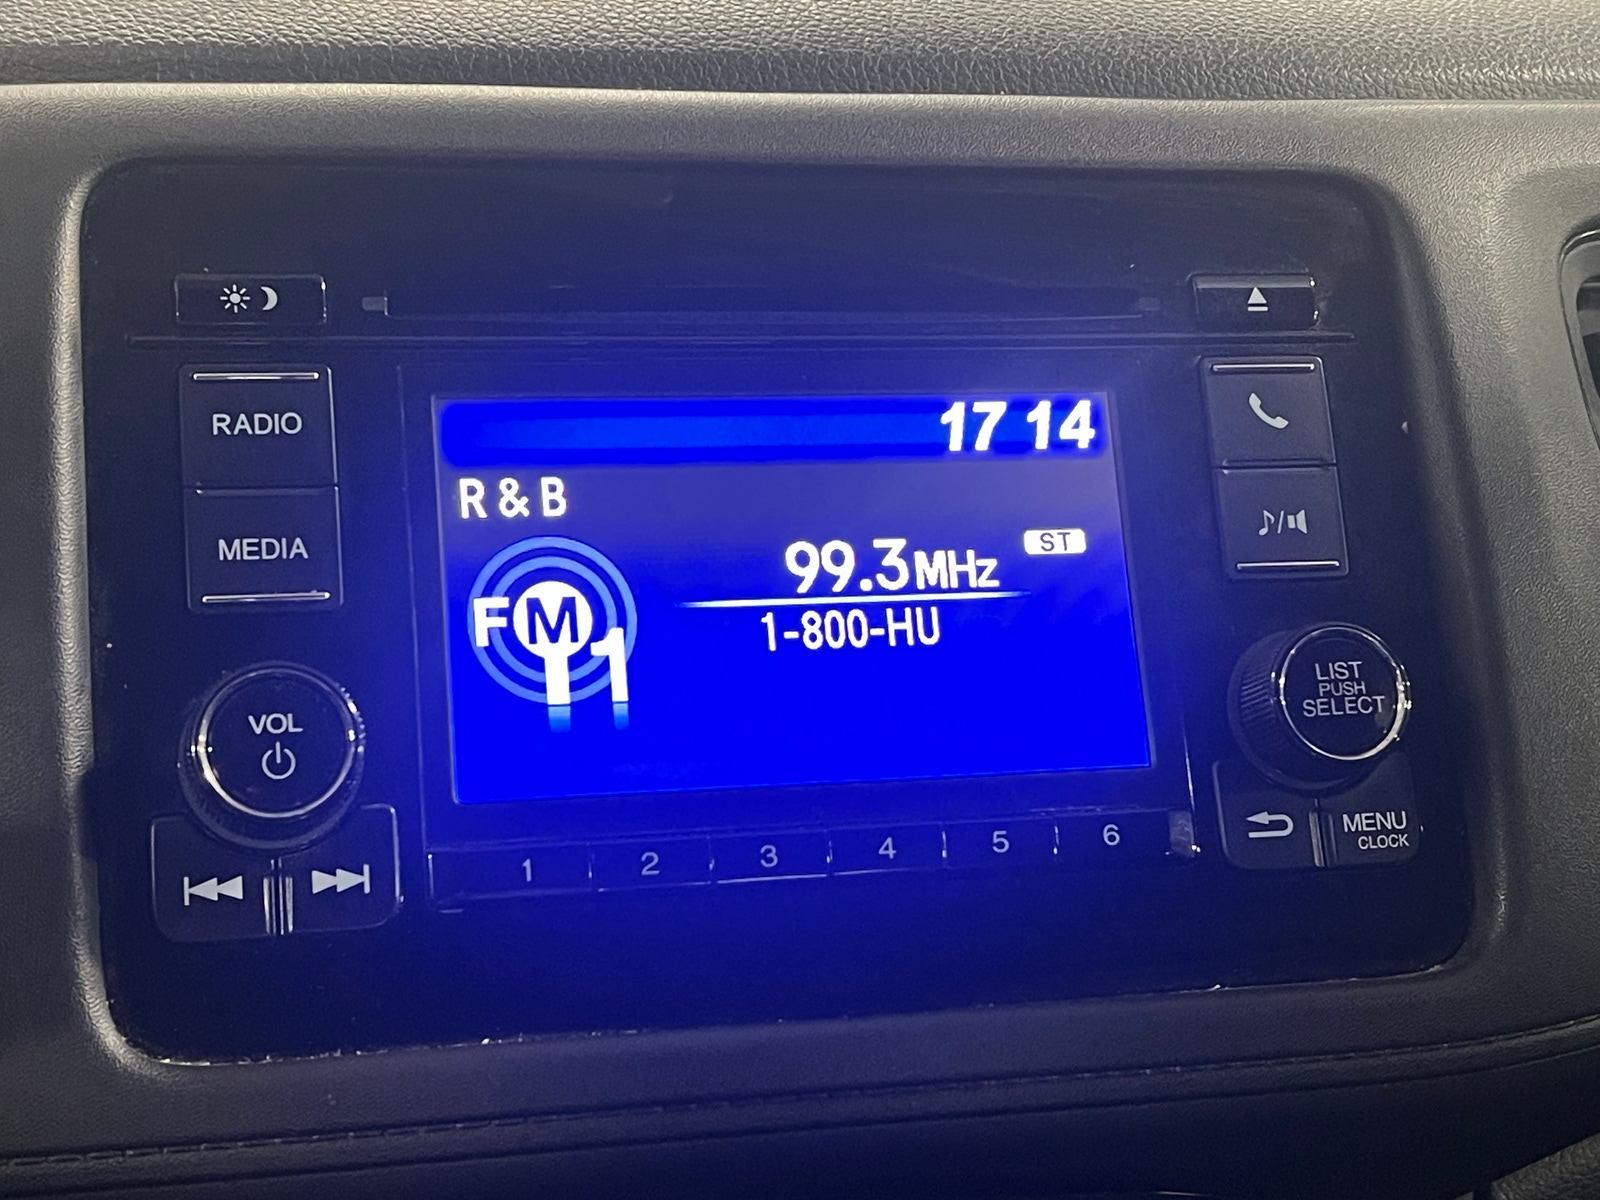 17 14
RADIO
R & B
MEDIA
99.3MHz
ST
FM
11
1-800-HU
VOL
LIST
PUSH
SELECT
1 2 3 4 5 6
MENU
CLOCK